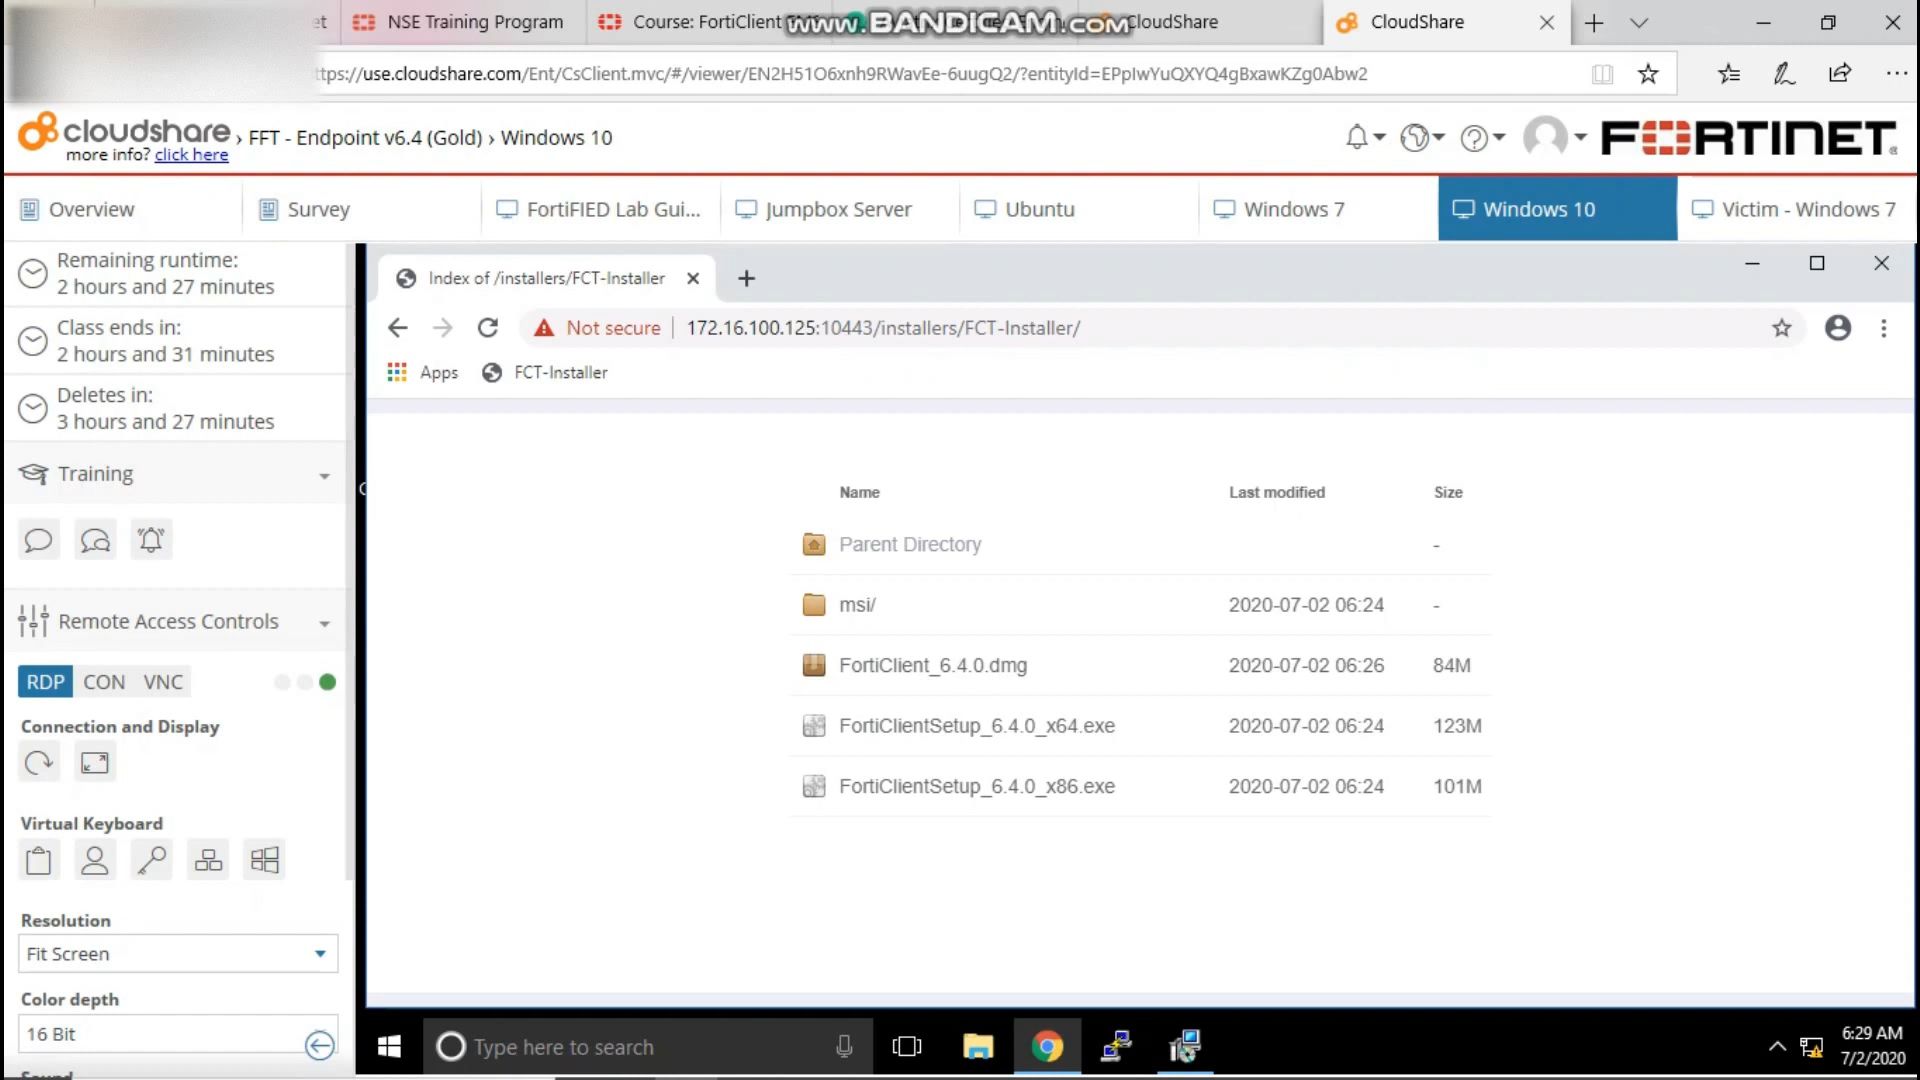 et
NSE Training Program
Course: FortiClient
CloudShare
CloudShare
www.BANDICAM.com
ttps://use.cloudshare.com/Ent/CsClient.mvc/#/viewer/EN2H51O6xnh9RWavEe-6uugQ2/?entityId=EPpIwYuQXYQ4gBxawKZg0Abw2
cloudshare › FFT - Endpoint v6.4 (Gold) › Windows 10
more info? click here
FORTINET
Overview
Survey
FortiFIED Lab Gui...
Jumpbox Server
Ubuntu
Windows 7
Windows 10
Victim - Windows 7
Remaining runtime:
2 hours and 27 minutes
Class ends in:
2 hours and 31 minutes
Deletes in:
3 hours and 27 minutes
Training
Remote Access Controls
RDP CON VNC
Connection and Display
Virtual Keyboard
Resolution
Fit Screen
Color depth
16 Bit
Sound
Index of /installers/FCT-Installer
Not secure
172.16.100.125:10443/installers/FCT-Installer/
Apps
FCT-Installer
Name Last modified Size
Parent Directory -
msi/ 2020-07-02 06:24 -
FortiClient_6.4.0.dmg 2020-07-02 06:26 84M
FortiClientSetup_6.4.0_x64.exe 2020-07-02 06:24 123M
FortiClientSetup_6.4.0_x86.exe 2020-07-02 06:24 101M
Type here to search
6:29 AM
7/2/2020